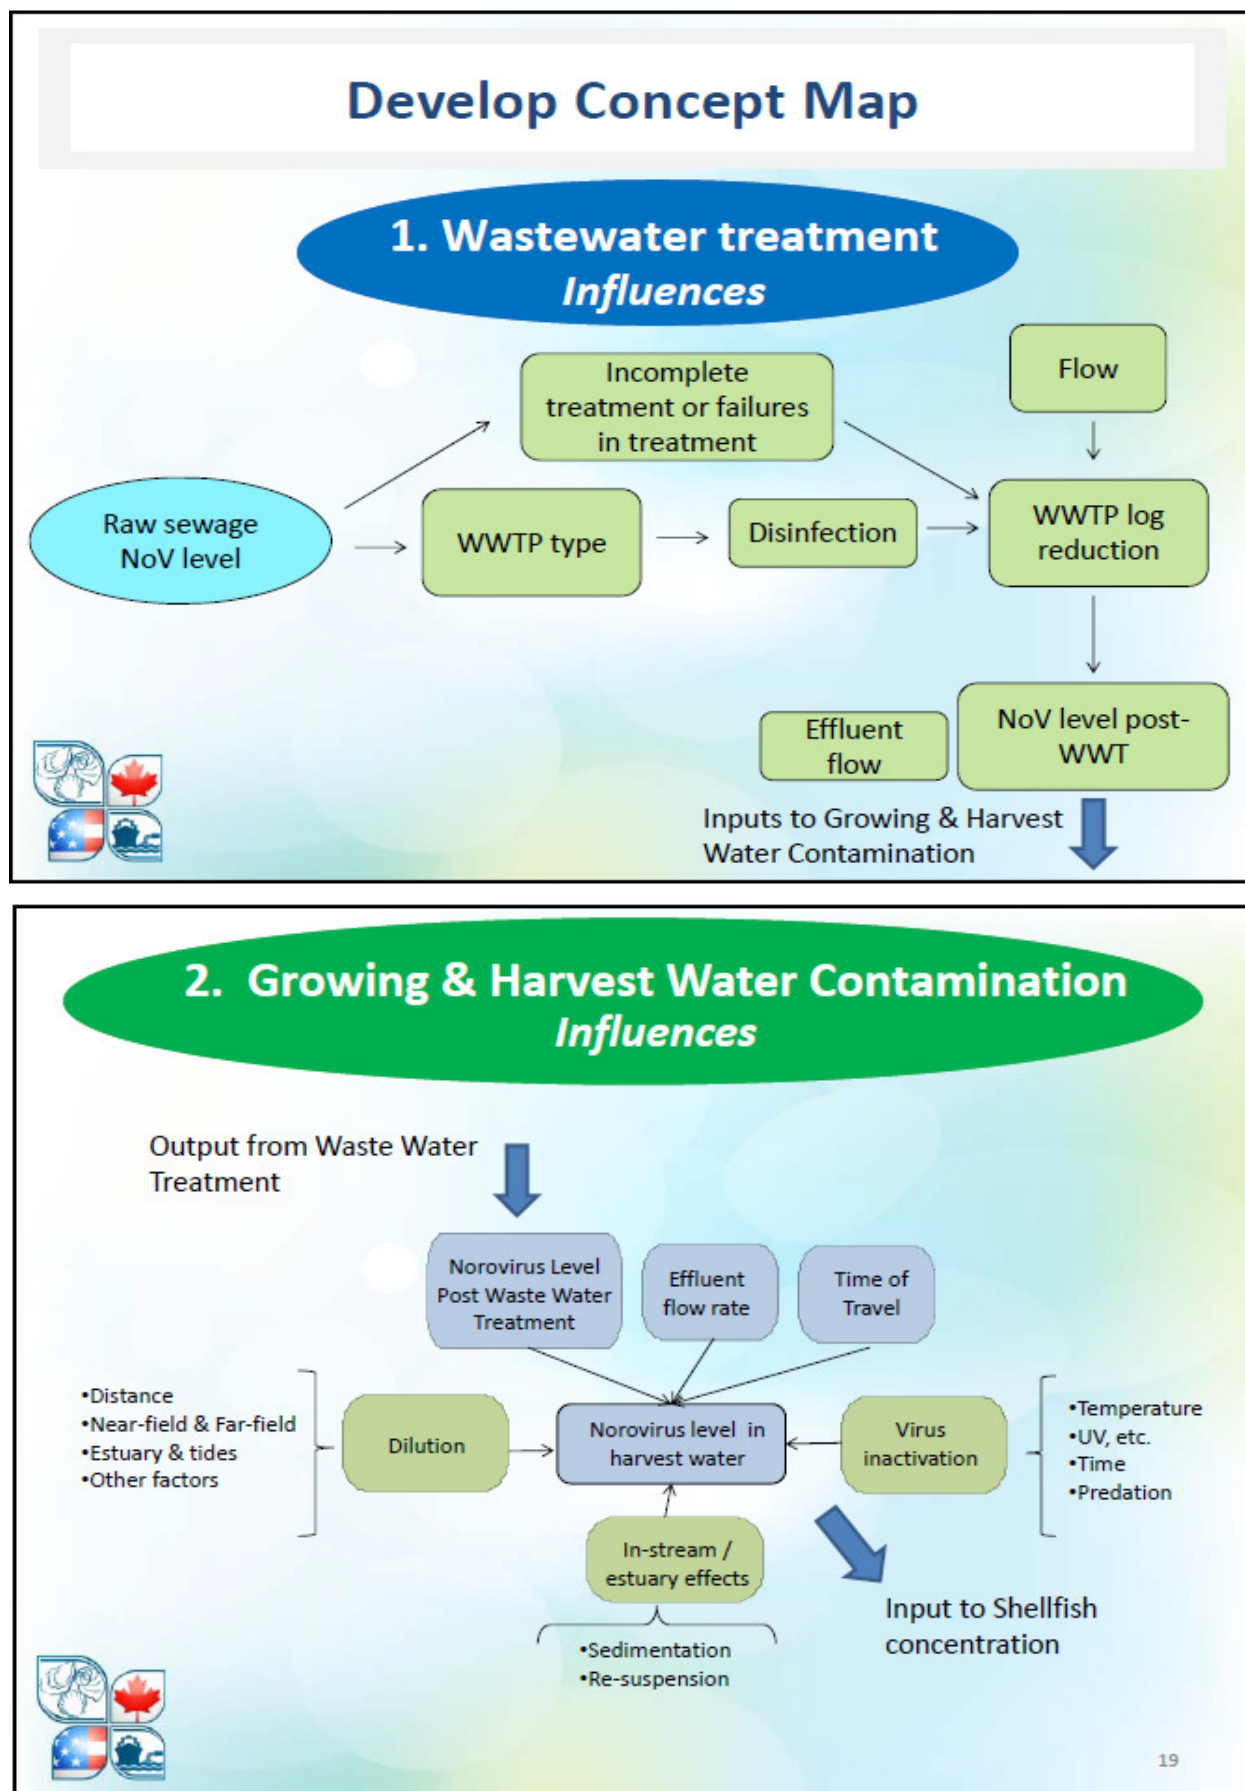 Develop Concept Map
1. Wastewater treatment
Influences
Incomplete
treatment or failures
in treatment
Flow
Raw sewage
NoV level
WWTP type
Disinfection
WWTP log
reduction
Effluent
flow
NoV level post-
WWT
Inputs to Growing & Harvest
Water Contamination
2. Growing & Harvest Water Contamination
Influences
Output from Waste Water
Treatment
Norovirus Level
Post Waste Water
Treatment
Effluent
flow rate
Time of
Travel
•Distance
•Near-field & Far-field
•Estuary & tides
•Other factors
Dilution
Norovirus level in
harvest water
Virus
inactivation
•Temperature
•UV, etc.
•Time
•Predation
In-stream /
estuary effects
•Sedimentation
•Re-suspension
Input to Shellfish
concentration
19